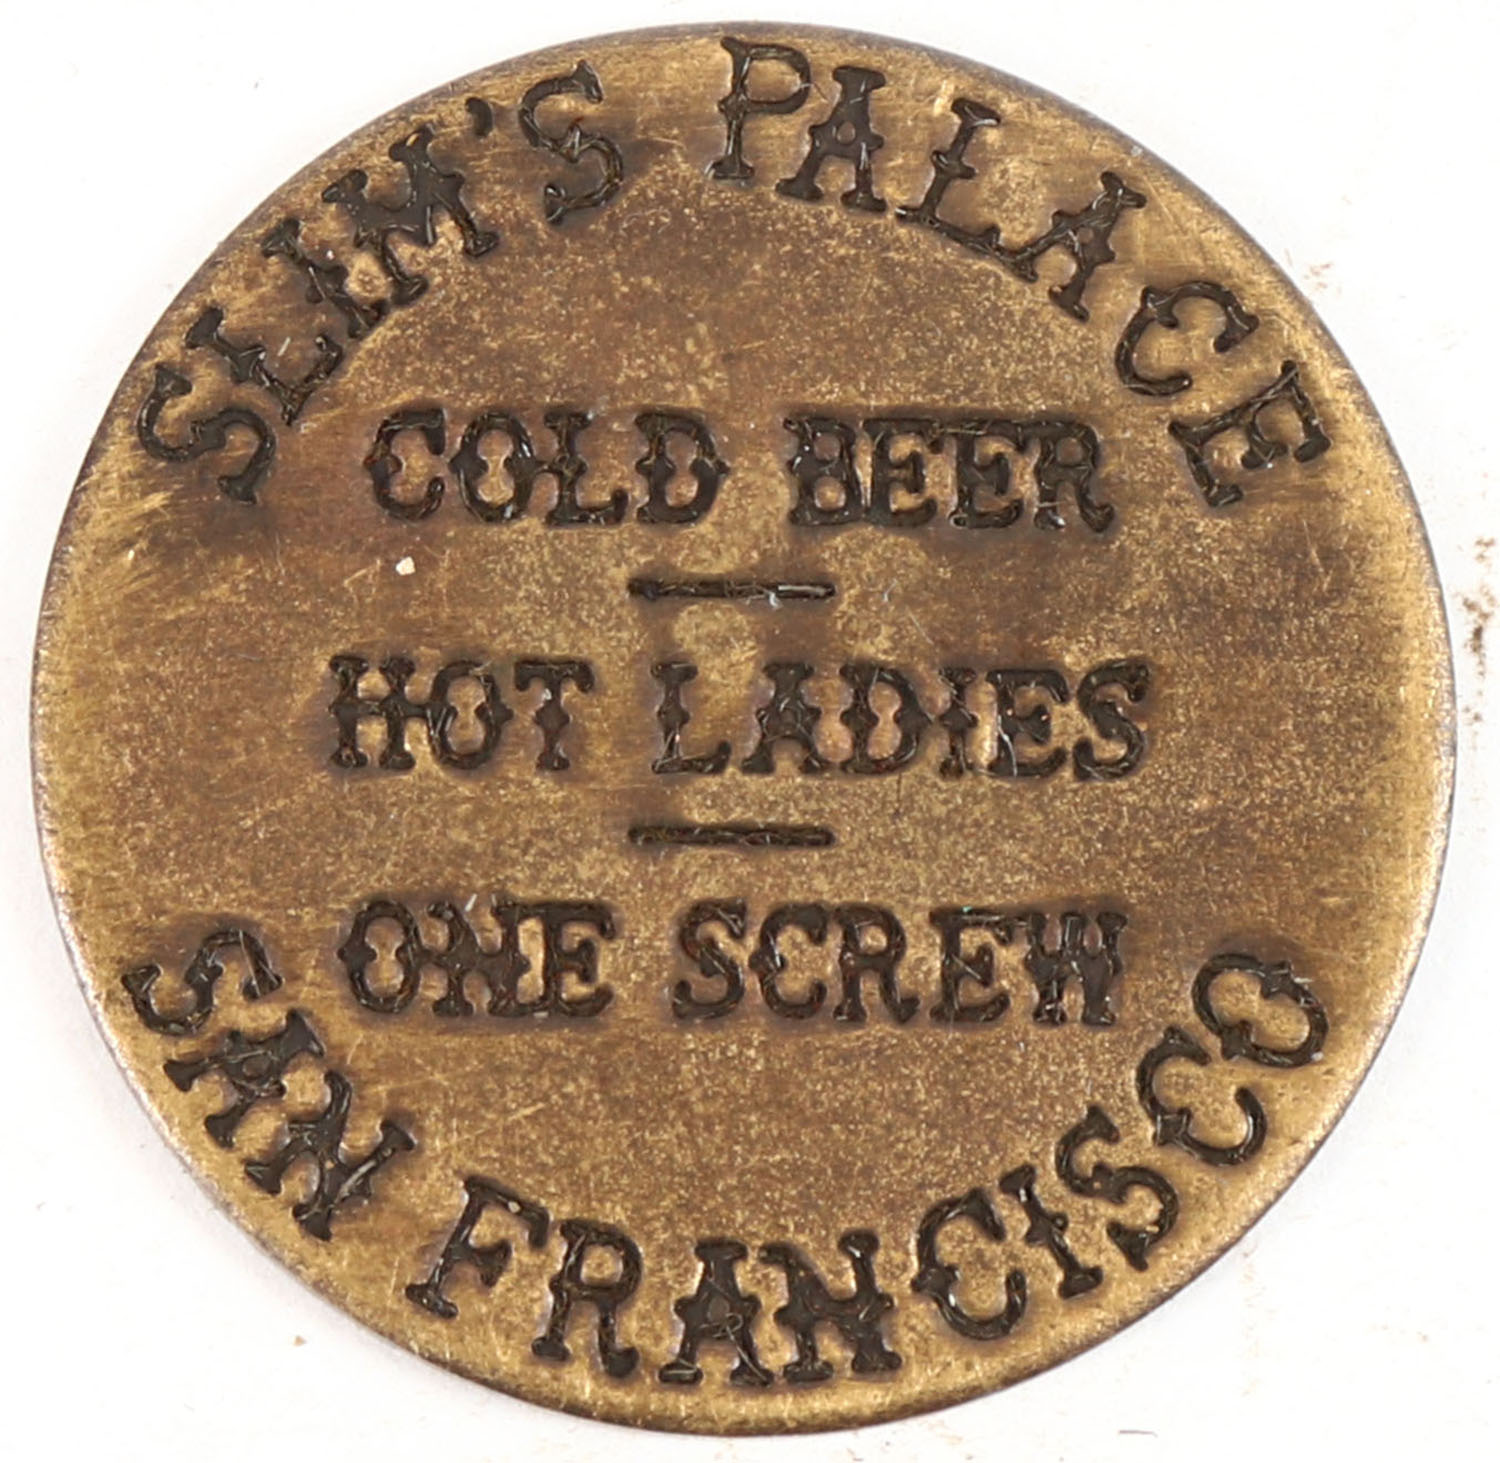 SLIM'S PALACE
COLD BEER
HOT LADIES
ONE SCREW
SAN FRANCISCO